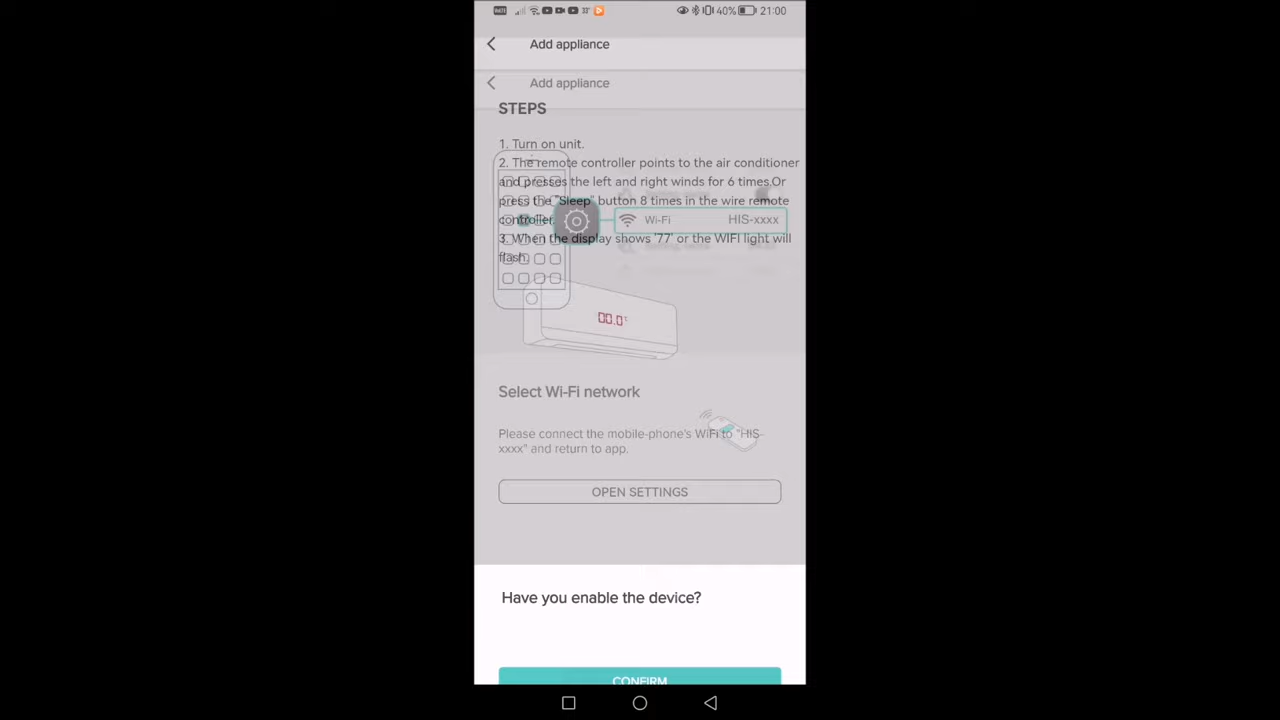 VoLTE 33° 40% 21:00
Add appliance
Add appliance
STEPS
1. Turn on unit.
2. The remote controller points to the air conditioner
and presses the left and right winds for 6 times.Or
press the "Sleep" button 8 times in the wire remote
controller.
Wi-Fi HIS-xxxx
3. When the display shows '77' or the WIFI light will
flash.
00.0
Select Wi-Fi network
Please connect the mobile-phone's WiFi to "HIS-
xxxx" and return to app.
OPEN SETTINGS
Have you enable the device?
CONFIRM